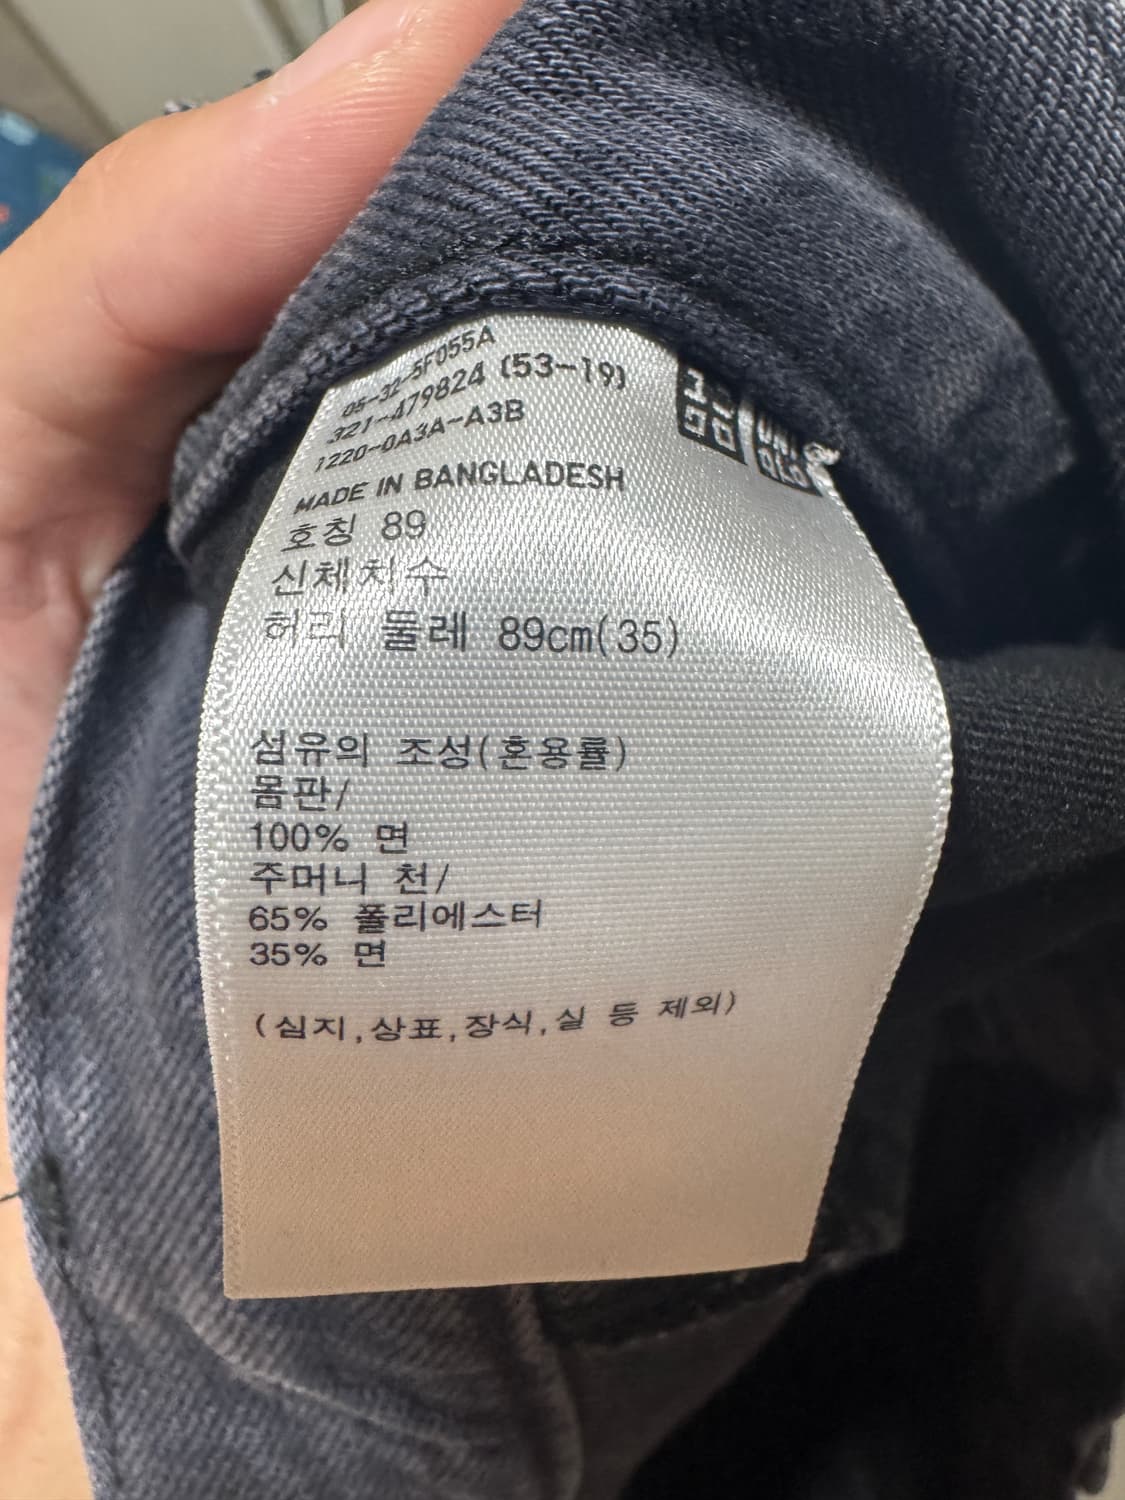 05-32-5F055A
321-479824 (53-19)
1220-0A3A-A3B
MADE IN BANGLADESH
호칭 89
신체치수
허리 둘레 89cm(35)
섬유의 조성(혼용률)
몸판/
100% 면
주머니 천/
65% 폴리에스터
35% 면
(심지,상표,장식,실 등 제외)